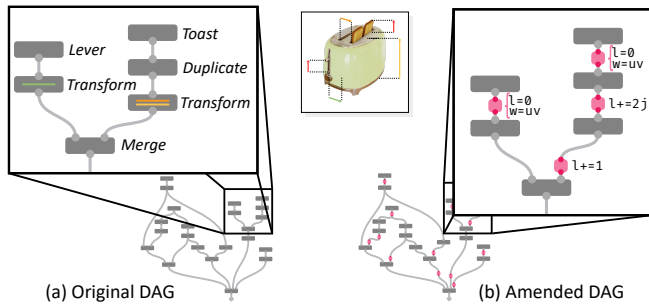 Lever
Transform
Toast
Duplicate
Transform
Merge
l=0
w=uv
l=0
w=uv
l+=2j
l+=1
(a) Original DAG
(b) Amended DAG